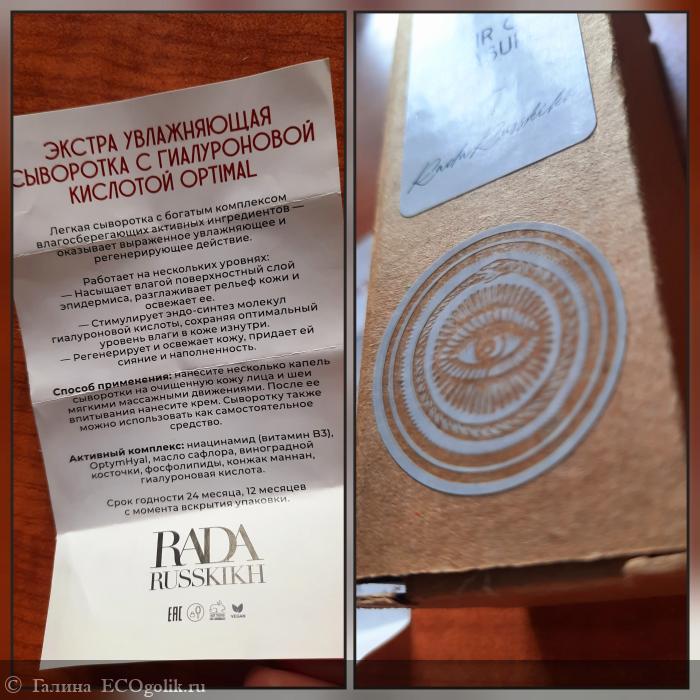 ЭКСТРА УВЛАЖНЯЮЩАЯ
СЫВОРОТКА С ГИАЛУРОНОВОЙ
КИСЛОТОЙ OPTIMAL
Легкая сыворотка с богатым комплексом
влагосберегающих активных ингредиентов —
оказывает выраженное увлажняющее и
регенерирующее действие.
Работает на нескольких уровнях:
— Насыщает влагой поверхностный слой
эпидермиса, разглаживает рельеф кожи и
освежает ее.
— Стимулирует эндо-синтез молекул
гиалуроновой кислоты, сохраняя оптимальный
уровень влаги в коже изнутри.
— Регенерирует и освежает кожу, придает ей
сияние и наполненность.
Способ применения: нанесите несколько капель
сыворотки на очищенную кожу лица и шеи
мягкими массажными движениями. После ее
впитывания нанесите крем. Сыворотку также
можно использовать как самостоятельное
средство.
Активный комплекс: ниацинамид (витамин B3),
OptymHyal, масло сафлора, виноградной
косточки, фосфолипиды, конжак маннан,
гиалуроновая кислота.
Срок годности 24 месяца, 12 месяцев
с момента вскрытия упаковки.
RADA
RUSSKIKH
EAC
VEGAN
Rada Russkikh
© Галина ECOgolik.ru